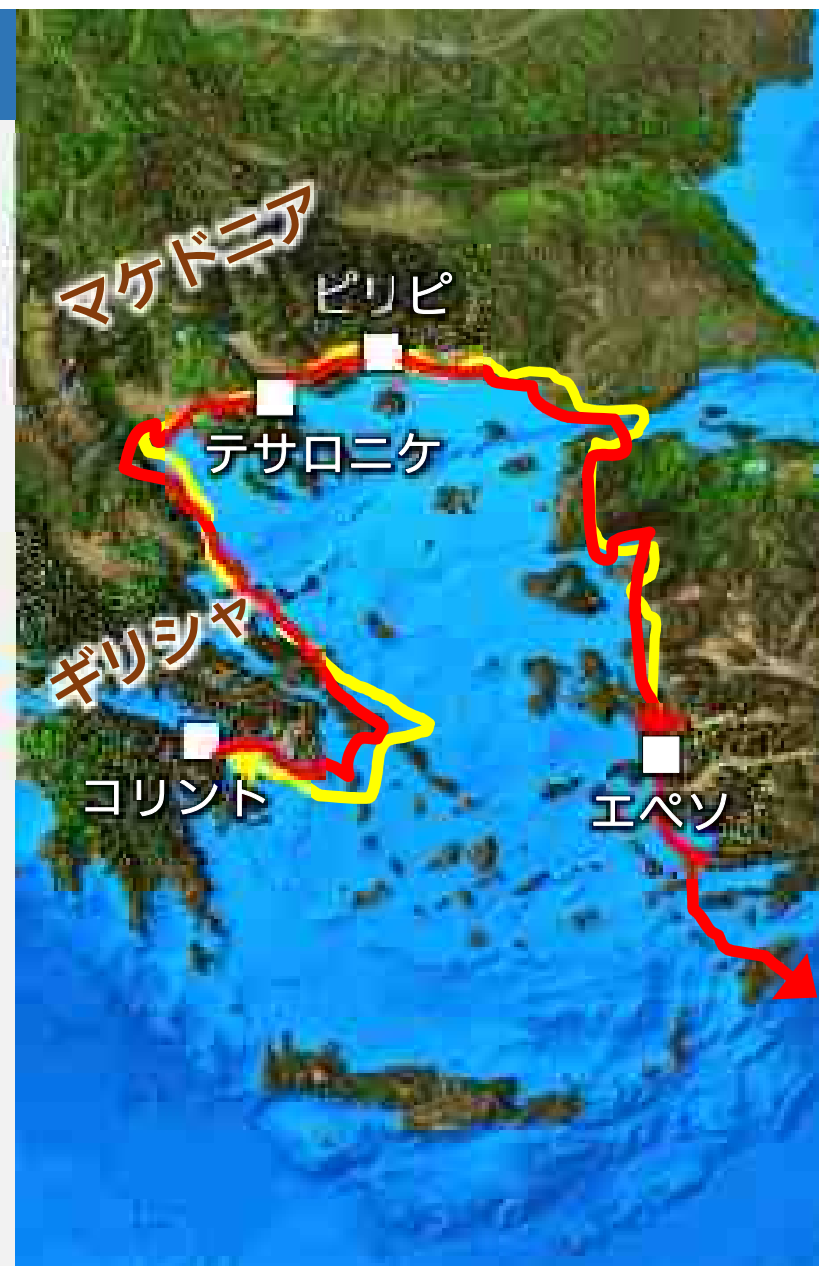 マケドニア
ピリピ
テサロニケ
ギリシャ
コリント
エペソ